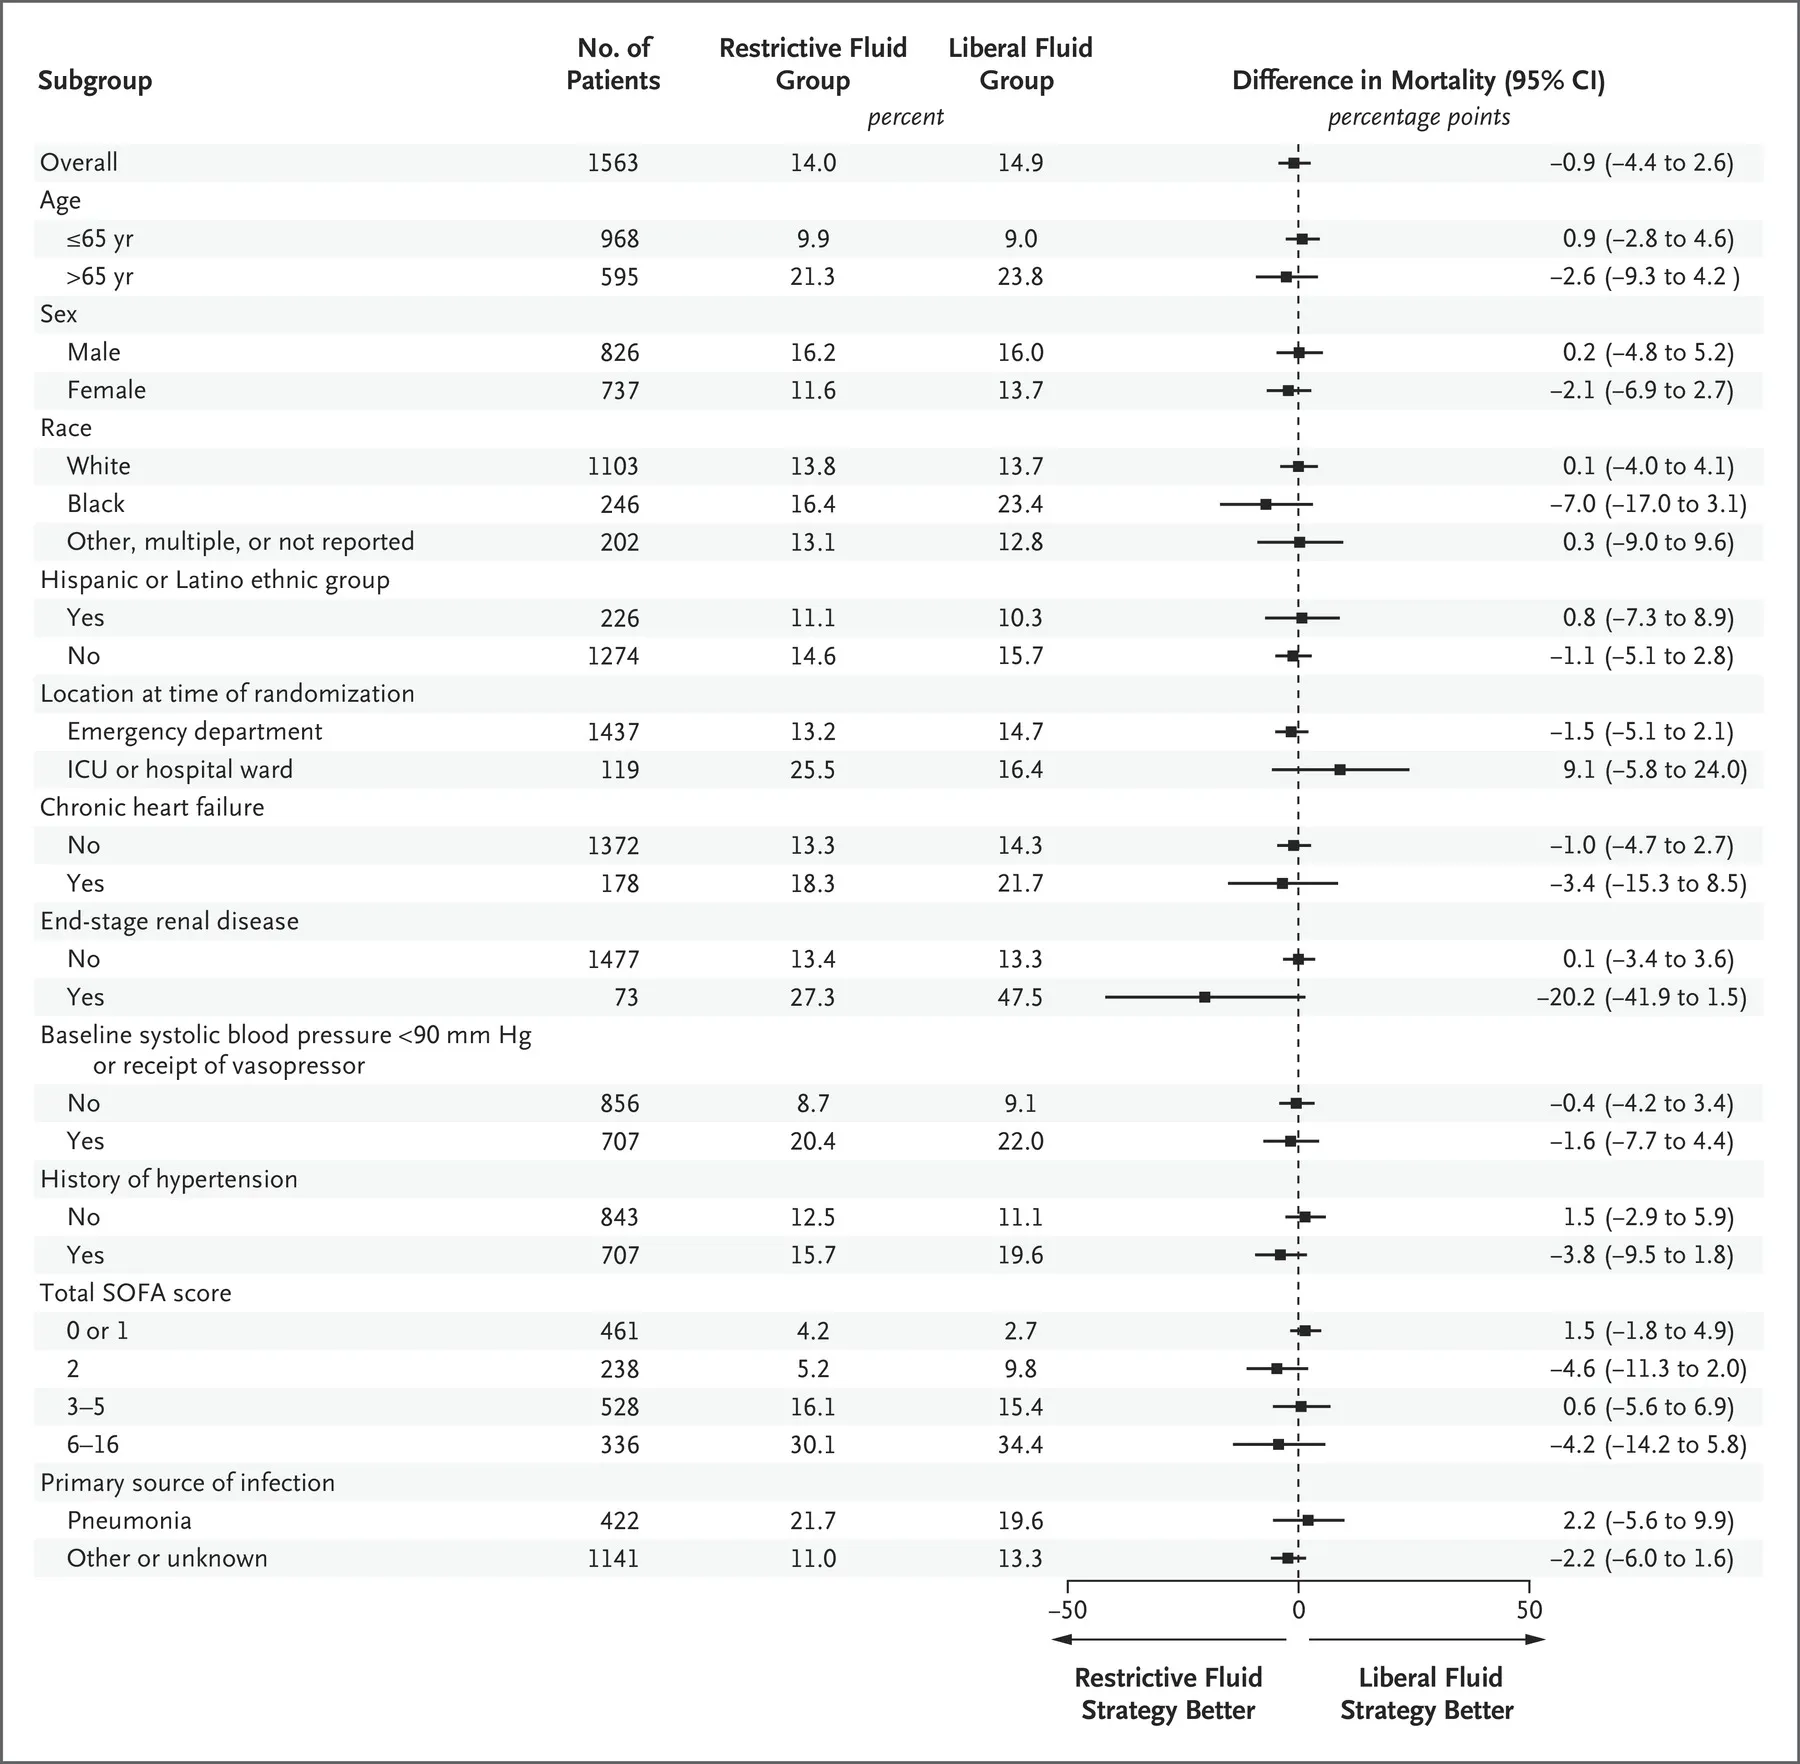 No. of Restrictive Fluid Liberal Fluid
Subgroup Patients Group Group Difference in Mortality (95% CI)
percent percentage points
Overall 1563 14.0 14.9 –0.9 (–4.4 to 2.6)
Age
≤65 yr 968 9.9 9.0 0.9 (–2.8 to 4.6)
>65 yr 595 21.3 23.8 –2.6 (–9.3 to 4.2 )
Sex
Male 826 16.2 16.0 0.2 (–4.8 to 5.2)
Female 737 11.6 13.7 –2.1 (–6.9 to 2.7)
Race
White 1103 13.8 13.7 0.1 (–4.0 to 4.1)
Black 246 16.4 23.4 –7.0 (–17.0 to 3.1)
Other, multiple, or not reported 202 13.1 12.8 0.3 (–9.0 to 9.6)
Hispanic or Latino ethnic group
Yes 226 11.1 10.3 0.8 (–7.3 to 8.9)
No 1274 14.6 15.7 –1.1 (–5.1 to 2.8)
Location at time of randomization
Emergency department 1437 13.2 14.7 –1.5 (–5.1 to 2.1)
ICU or hospital ward 119 25.5 16.4 9.1 (–5.8 to 24.0)
Chronic heart failure
No 1372 13.3 14.3 –1.0 (–4.7 to 2.7)
Yes 178 18.3 21.7 –3.4 (–15.3 to 8.5)
End-stage renal disease
No 1477 13.4 13.3 0.1 (–3.4 to 3.6)
Yes 73 27.3 47.5 –20.2 (–41.9 to 1.5)
Baseline systolic blood pressure <90 mm Hg
or receipt of vasopressor
No 856 8.7 9.1 –0.4 (–4.2 to 3.4)
Yes 707 20.4 22.0 –1.6 (–7.7 to 4.4)
History of hypertension
No 843 12.5 11.1 1.5 (–2.9 to 5.9)
Yes 707 15.7 19.6 –3.8 (–9.5 to 1.8)
Total SOFA score
0 or 1 461 4.2 2.7 1.5 (–1.8 to 4.9)
2 238 5.2 9.8 –4.6 (–11.3 to 2.0)
3–5 528 16.1 15.4 0.6 (–5.6 to 6.9)
6–16 336 30.1 34.4 –4.2 (–14.2 to 5.8)
Primary source of infection
Pneumonia 422 21.7 19.6 2.2 (–5.6 to 9.9)
Other or unknown 1141 11.0 13.3 –2.2 (–6.0 to 1.6)
–50 0 50
Restrictive Fluid Liberal Fluid
Strategy Better Strategy Better